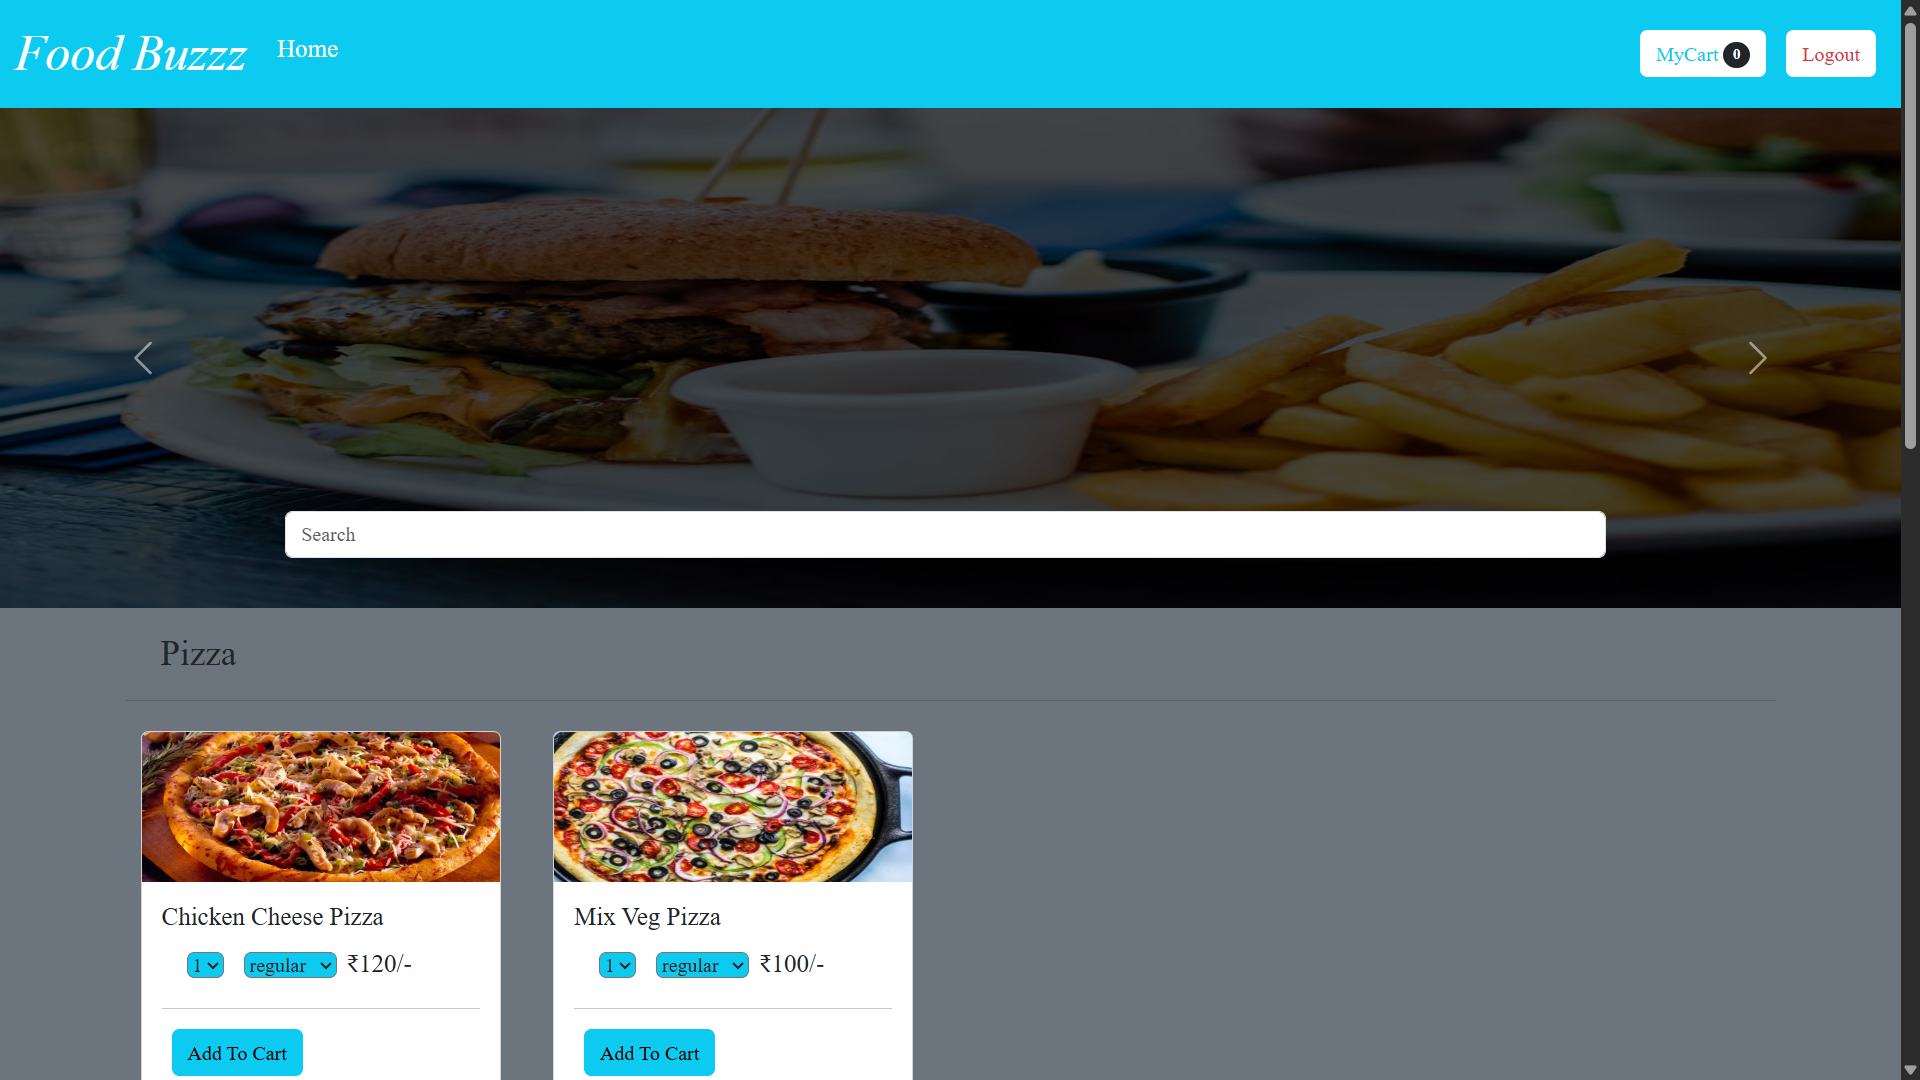 Food Buzzz Home MyCart 0 Logout
Search
Pizza
Chicken Cheese Pizza
1 regular ₹120/-
Add To Cart
Mix Veg Pizza
1 regular ₹100/-
Add To Cart